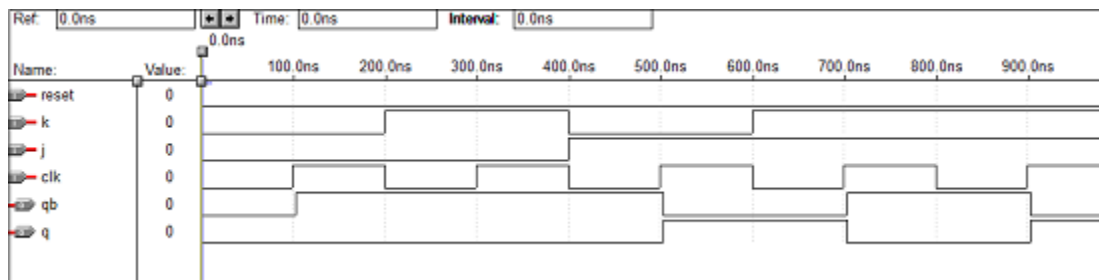 Ref: 0.0ns Time: 0.0ns Interval: 0.0ns
0.0ns
Name: Value: 100.0ns 200.0ns 300.0ns 400.0ns 500.0ns 600.0ns 700.0ns 800.0ns 900.0ns
reset 0
k 0
j 0
clk 0
qb 0
q 0